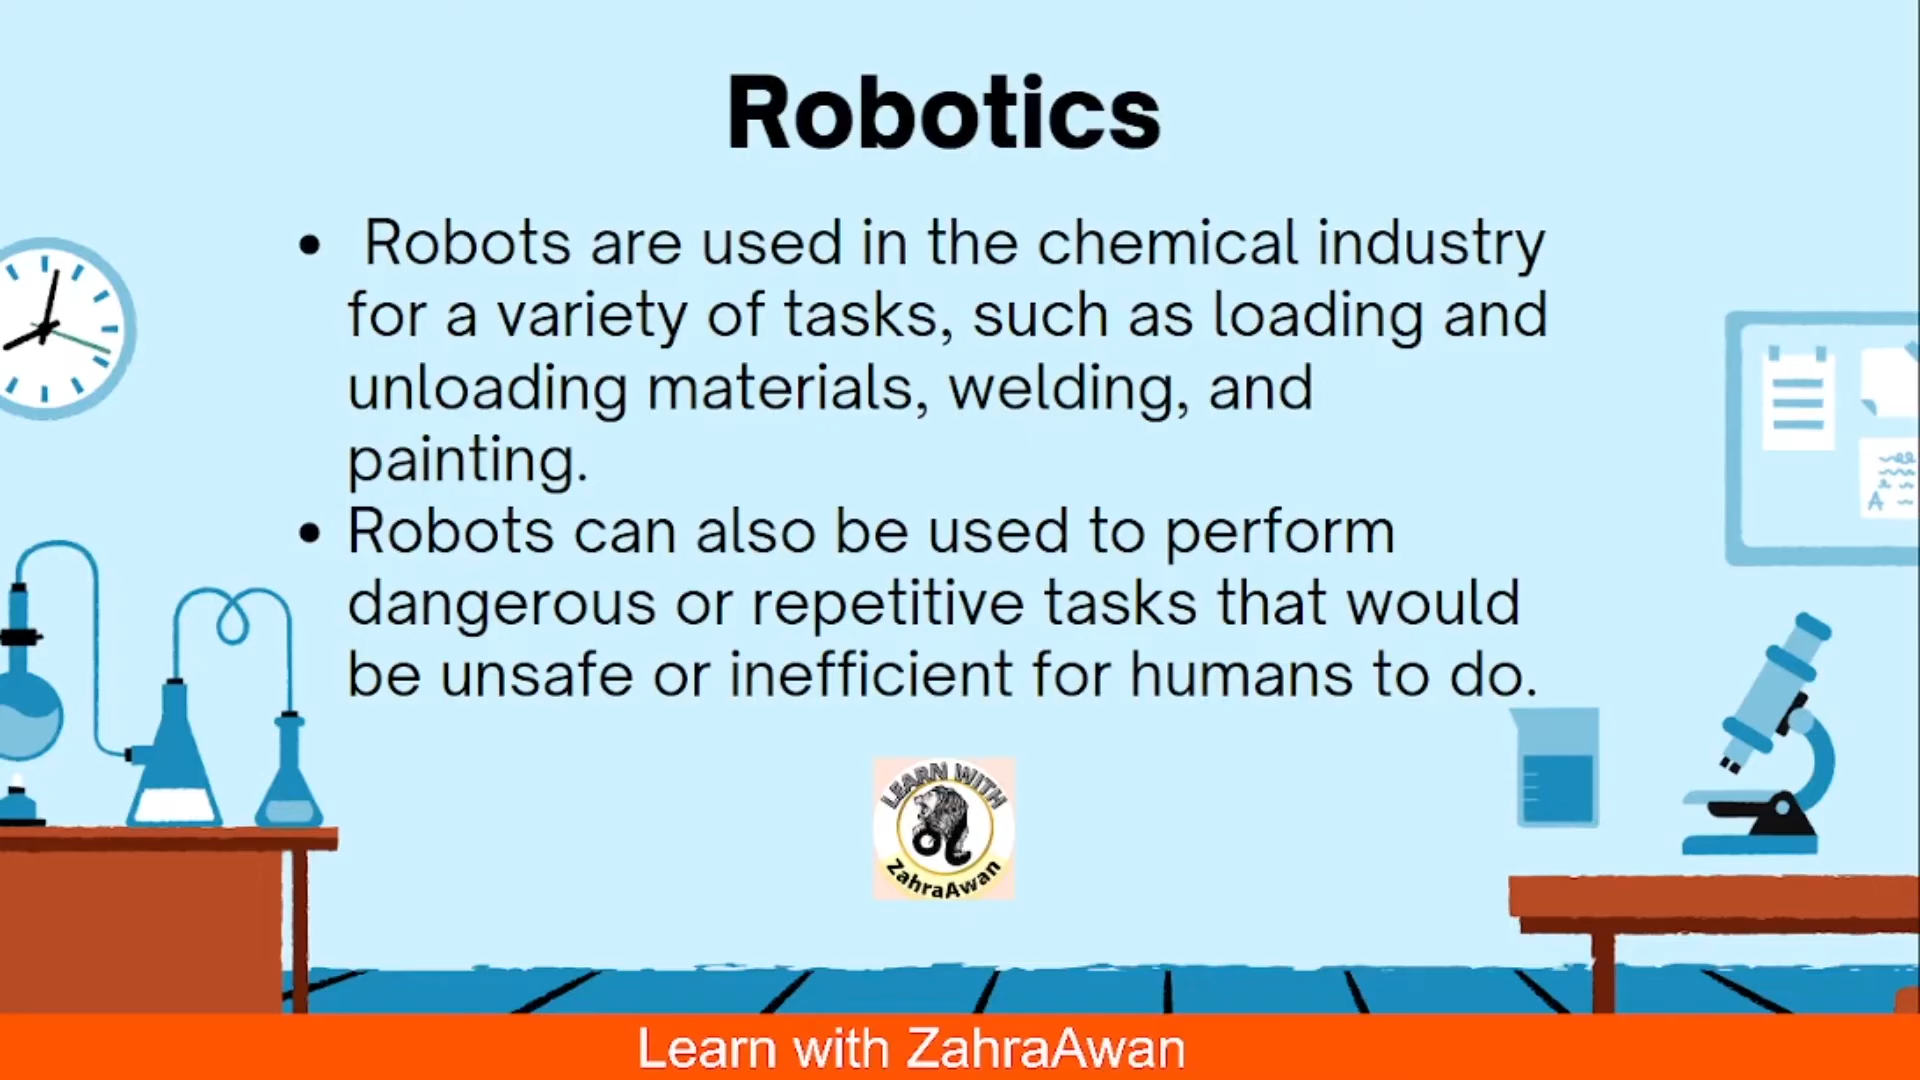 Robotics
• Robots are used in the chemical industry
for a variety of tasks, such as loading and
unloading materials, welding, and
painting.
• Robots can also be used to perform
dangerous or repetitive tasks that would
be unsafe or inefficient for humans to do.
A
LEARN WITH
ZahraAwan
Learn with ZahraAwan